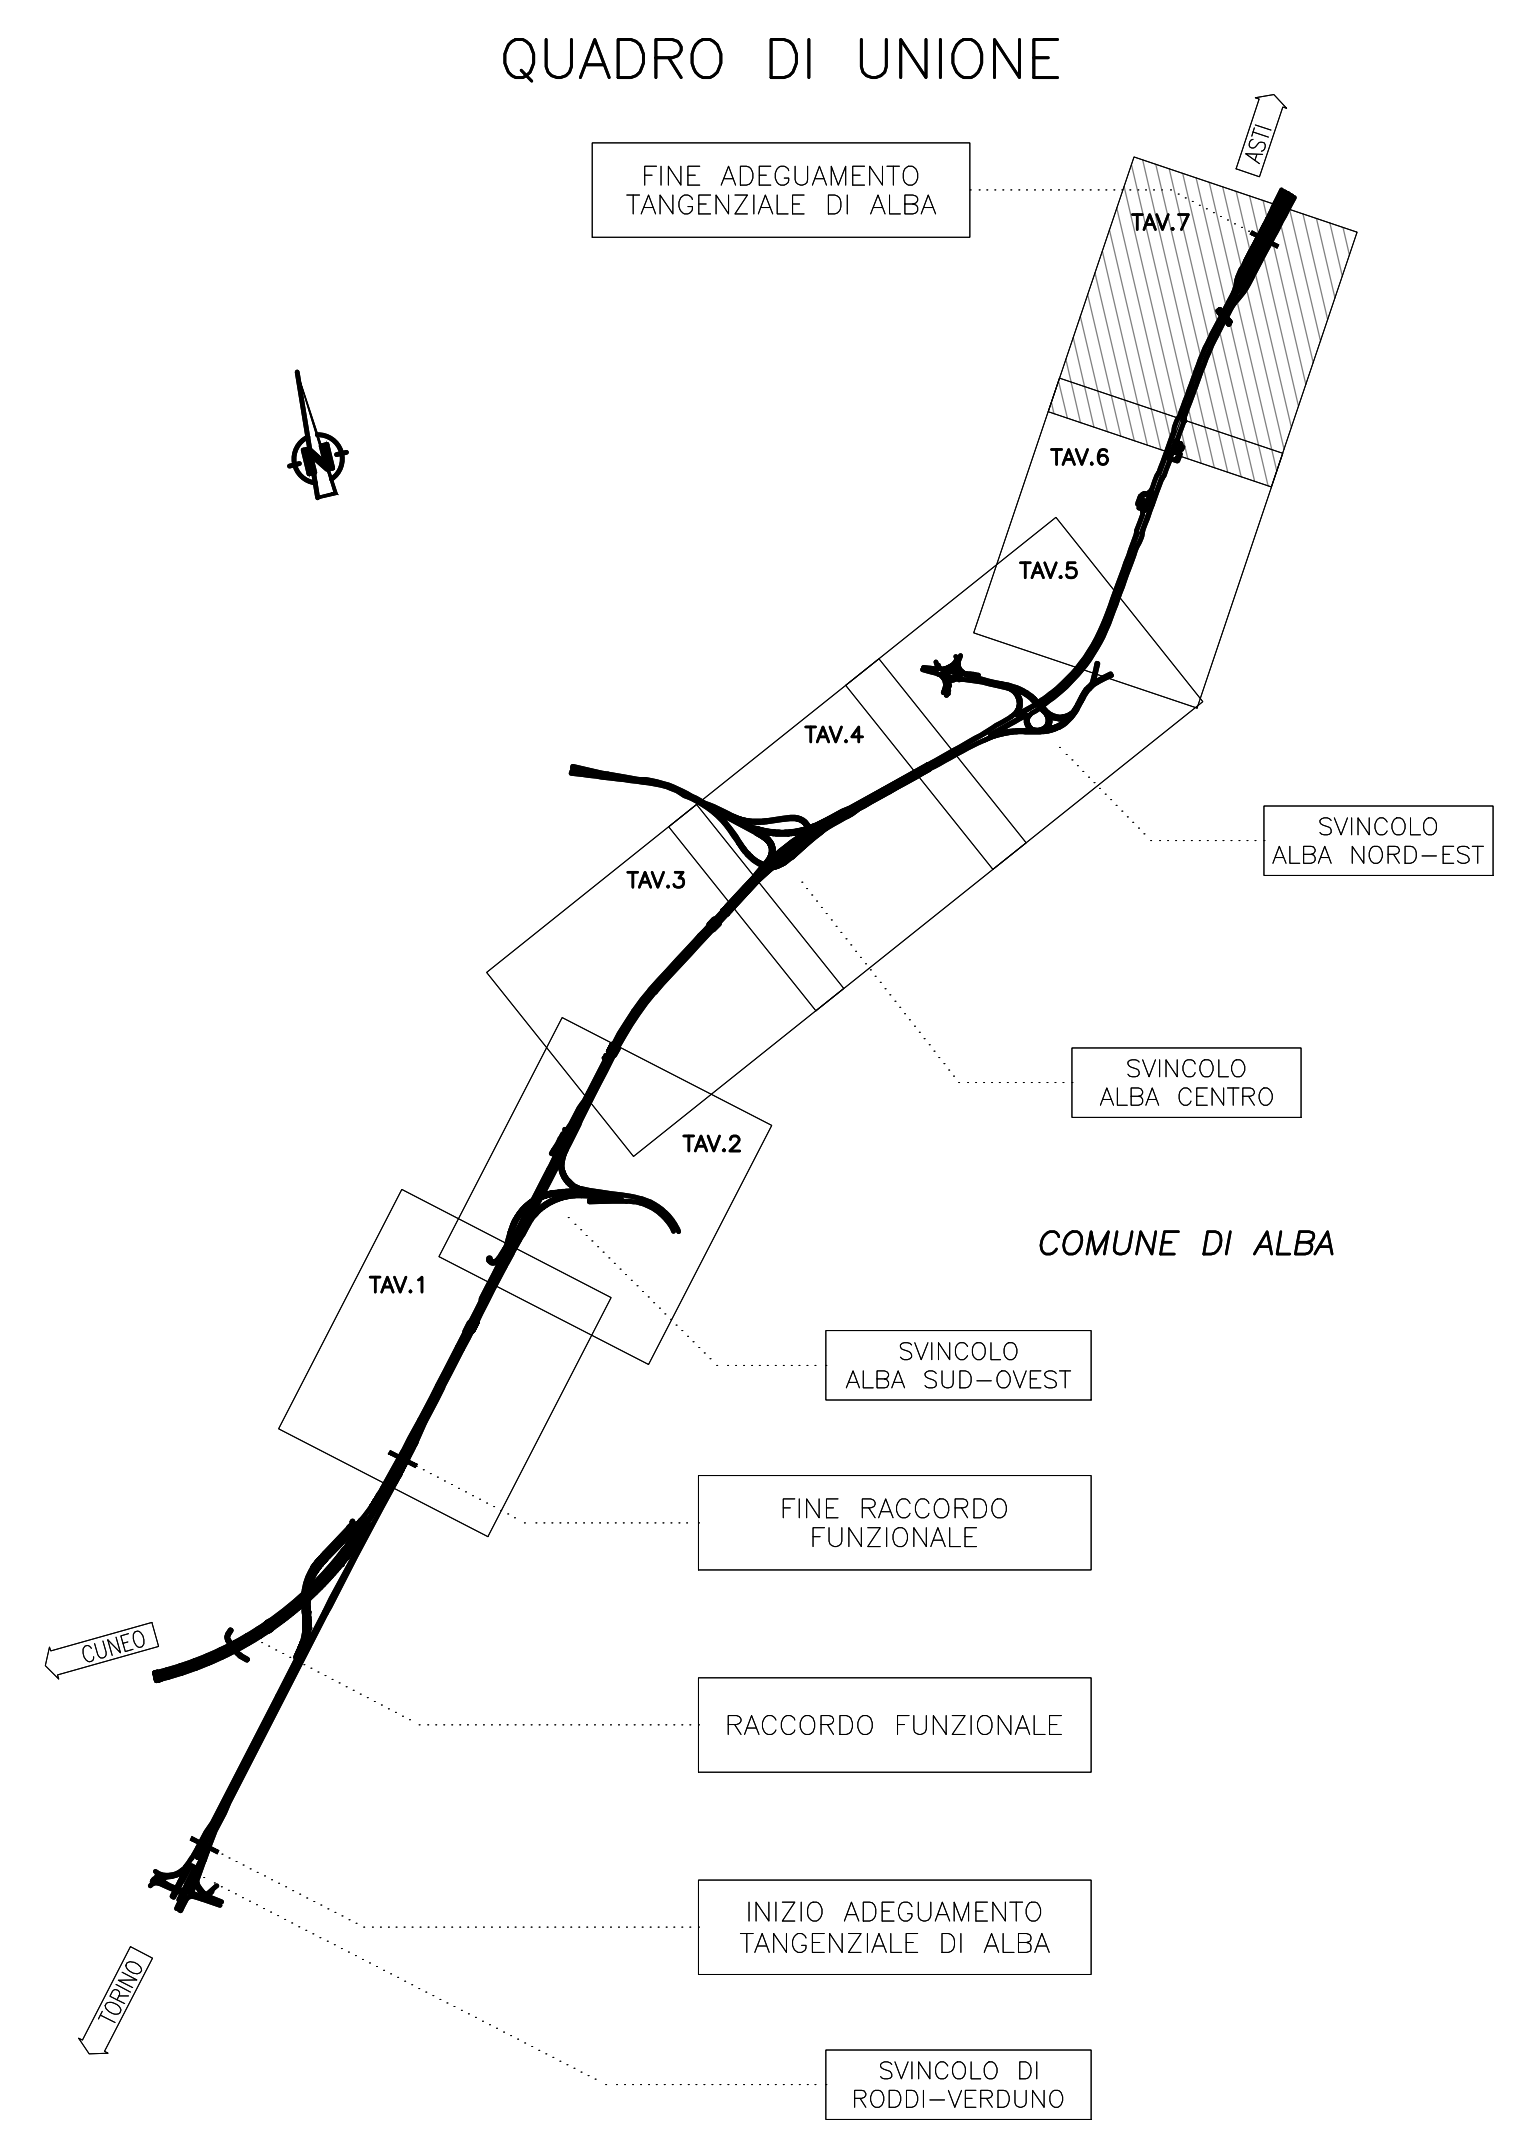 QUADRO DI UNIONE
ASTI
FINE ADEGUAMENTO
TANGENZIALE DI ALBA
TAV.7
N
TAV.6
TAV.5
TAV.4
SVINCOLO
ALBA NORD-EST
TAV.3
SVINCOLO
ALBA CENTRO
TAV.2
COMUNE DI ALBA
TAV.1
SVINCOLO
ALBA SUD-OVEST
FINE RACCORDO
FUNZIONALE
CUNEO
RACCORDO FUNZIONALE
INIZIO ADEGUAMENTO
TANGENZIALE DI ALBA
TORINO
SVINCOLO DI
RODDI-VERDUNO